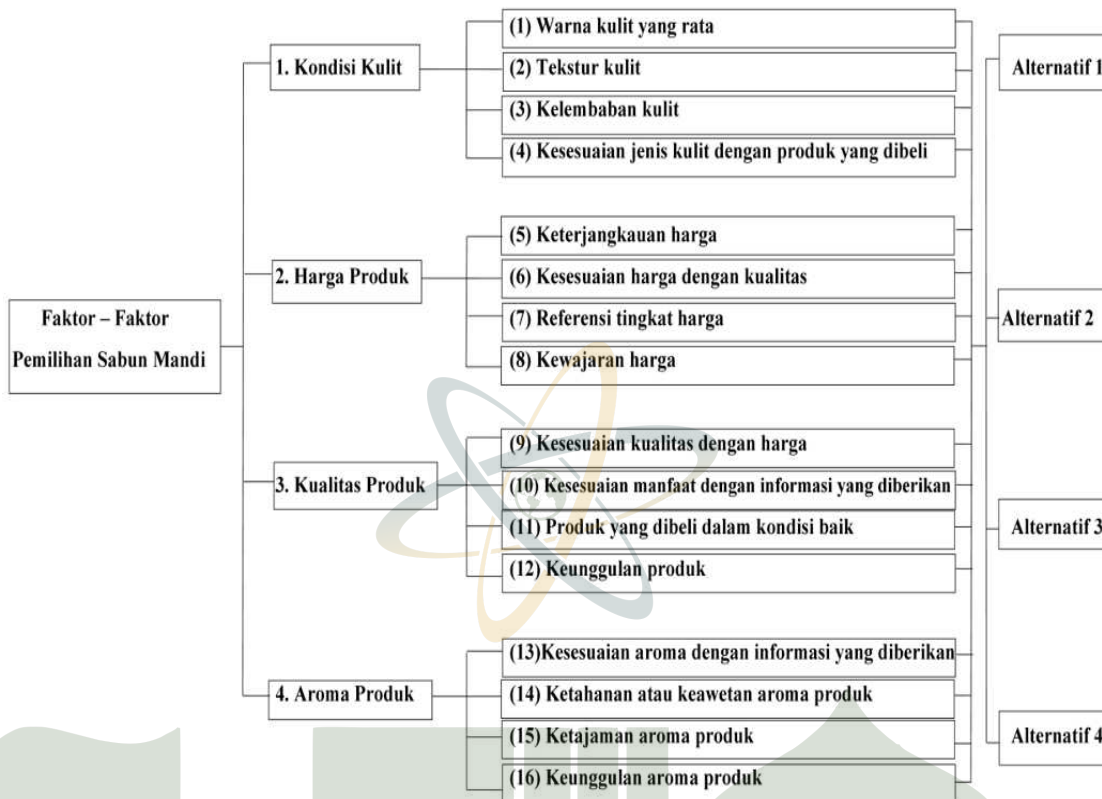 Faktor – Faktor
Pemilihan Sabun Mandi
1. Kondisi Kulit
(1) Warna kulit yang rata
(2) Tekstur kulit
(3) Kelembaban kulit
(4) Kesesuaian jenis kulit dengan produk yang dibeli
2. Harga Produk
(5) Keterjangkauan harga
(6) Kesesuaian harga dengan kualitas
(7) Referensi tingkat harga
(8) Kewajaran harga
3. Kualitas Produk
(9) Kesesuaian kualitas dengan harga
(10) Kesesuaian manfaat dengan informasi yang diberikan
(11) Produk yang dibeli dalam kondisi baik
(12) Keunggulan produk
4. Aroma Produk
(13)Kesesuaian aroma dengan informasi yang diberikan
(14) Ketahanan atau keawetan aroma produk
(15) Ketajaman aroma produk
(16) Keunggulan aroma produk
Alternatif 1
Alternatif 2
Alternatif 3
Alternatif 4